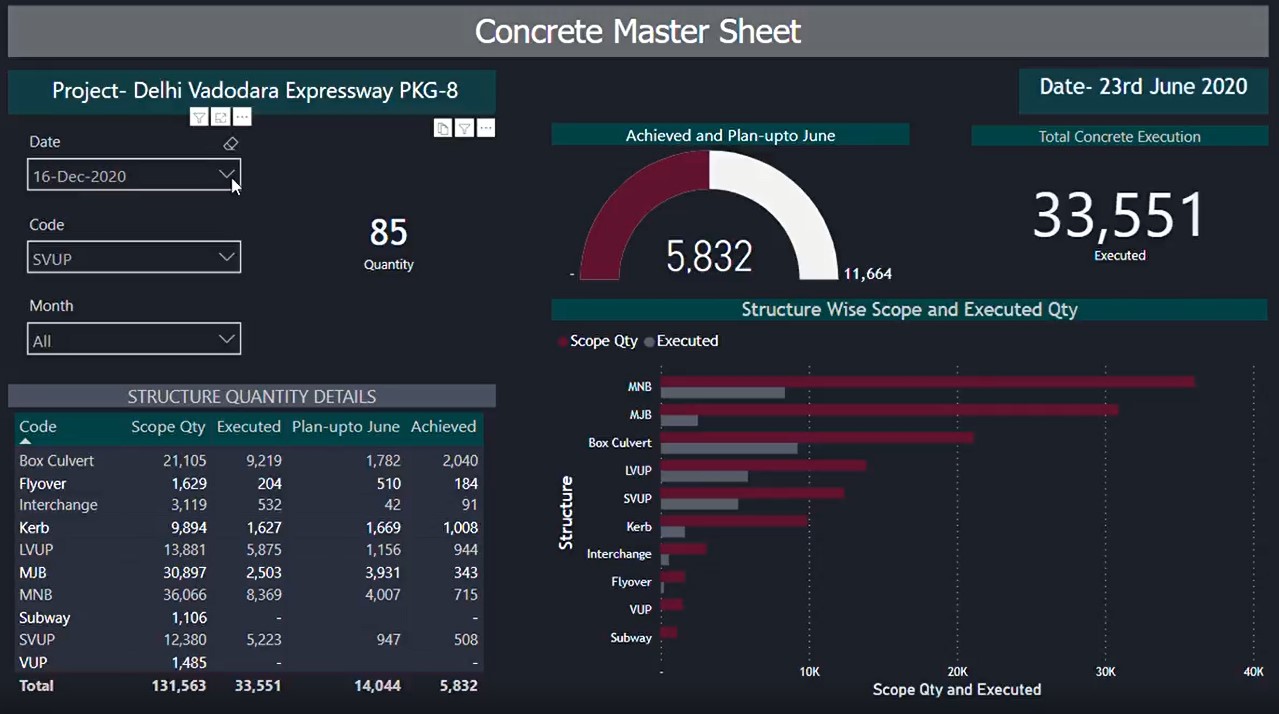 Concrete Master Sheet
Project- Delhi Vadodara Expressway PKG-8
Date- 23rd June 2020
Date
16-Dec-2020
Code
SVUP
Month
All
85
Quantity
Achieved and Plan-upto June
5,832
-
11,664
Total Concrete Execution
33,551
Executed
STRUCTURE QUANTITY DETAILS
Code Scope Qty Executed Plan-upto June Achieved
Box Culvert 21,105 9,219 1,782 2,040
Flyover 1,629 204 510 184
Interchange 3,119 532 42 91
Kerb 9,894 1,627 1,669 1,008
LVUP 13,881 5,875 1,156 944
MJB 30,897 2,503 3,931 343
MNB 36,066 8,369 4,007 715
Subway 1,106 - -
SVUP 12,380 5,223 947 508
VUP 1,485 - -
Total 131,563 33,551 14,044 5,832
Structure Wise Scope and Executed Qty
Scope Qty Executed
Structure
MNB
MJB
Box Culvert
LVUP
SVUP
Kerb
Interchange
Flyover
VUP
Subway
- 10K 20K 30K 40K
Scope Qty and Executed